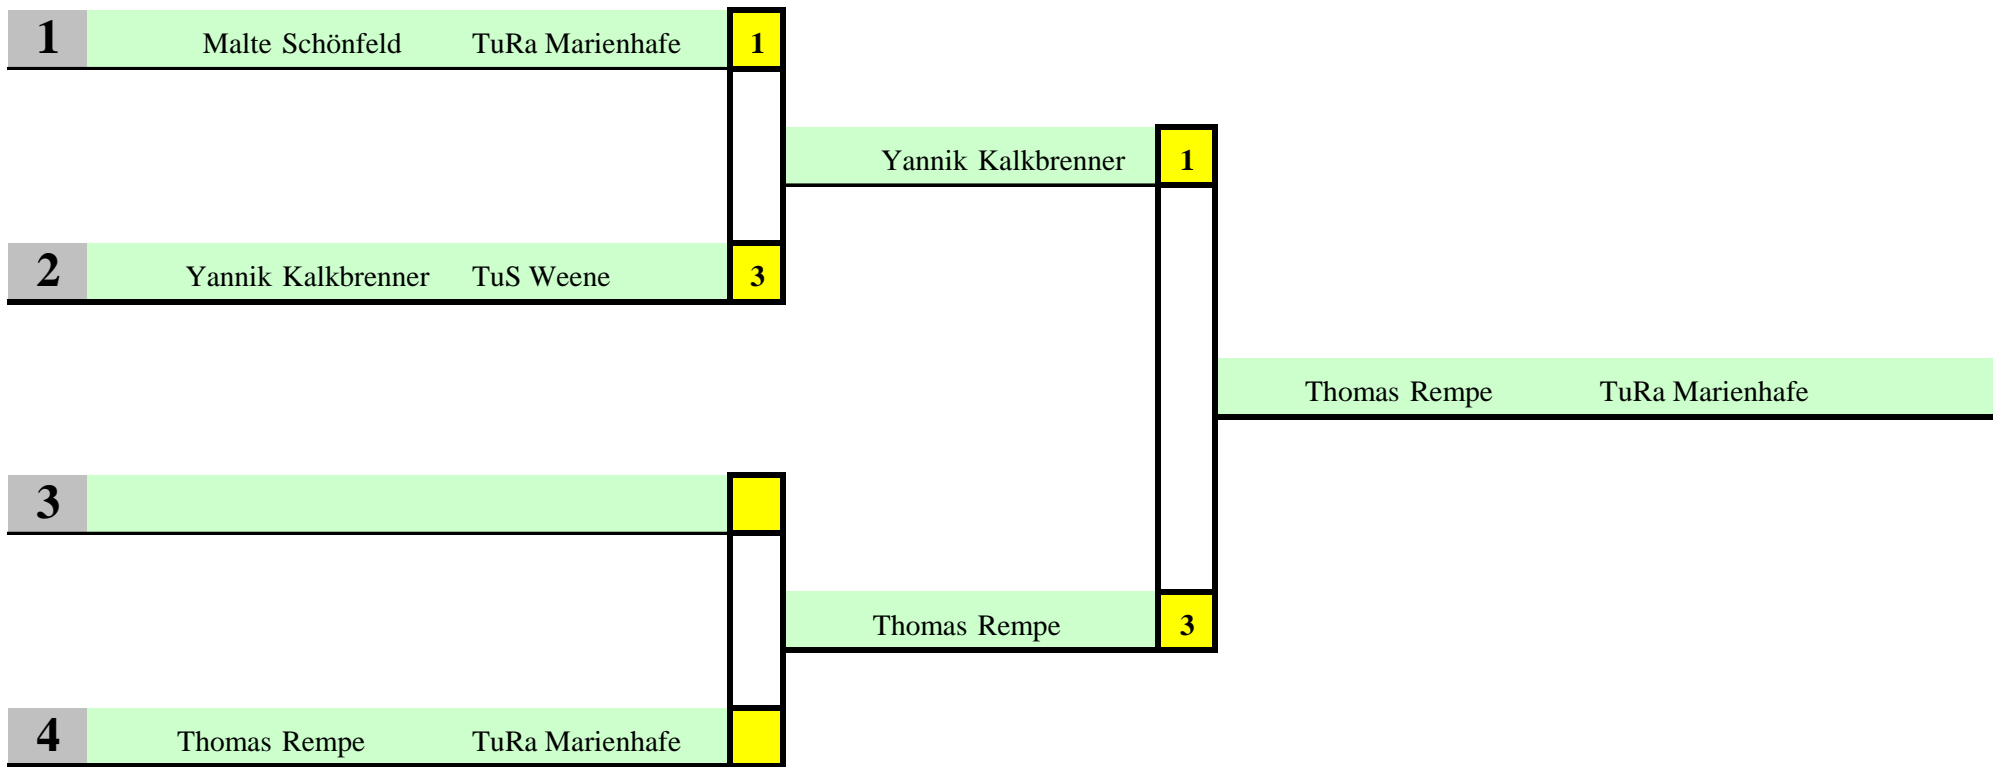 1 Malte Schönfeld TuRa Marienhafe 1
Yannik Kalkbrenner 1
2 Yannik Kalkbrenner TuS Weene 3
Thomas Rempe TuRa Marienhafe
3
Thomas Rempe 3
4 Thomas Rempe TuRa Marienhafe